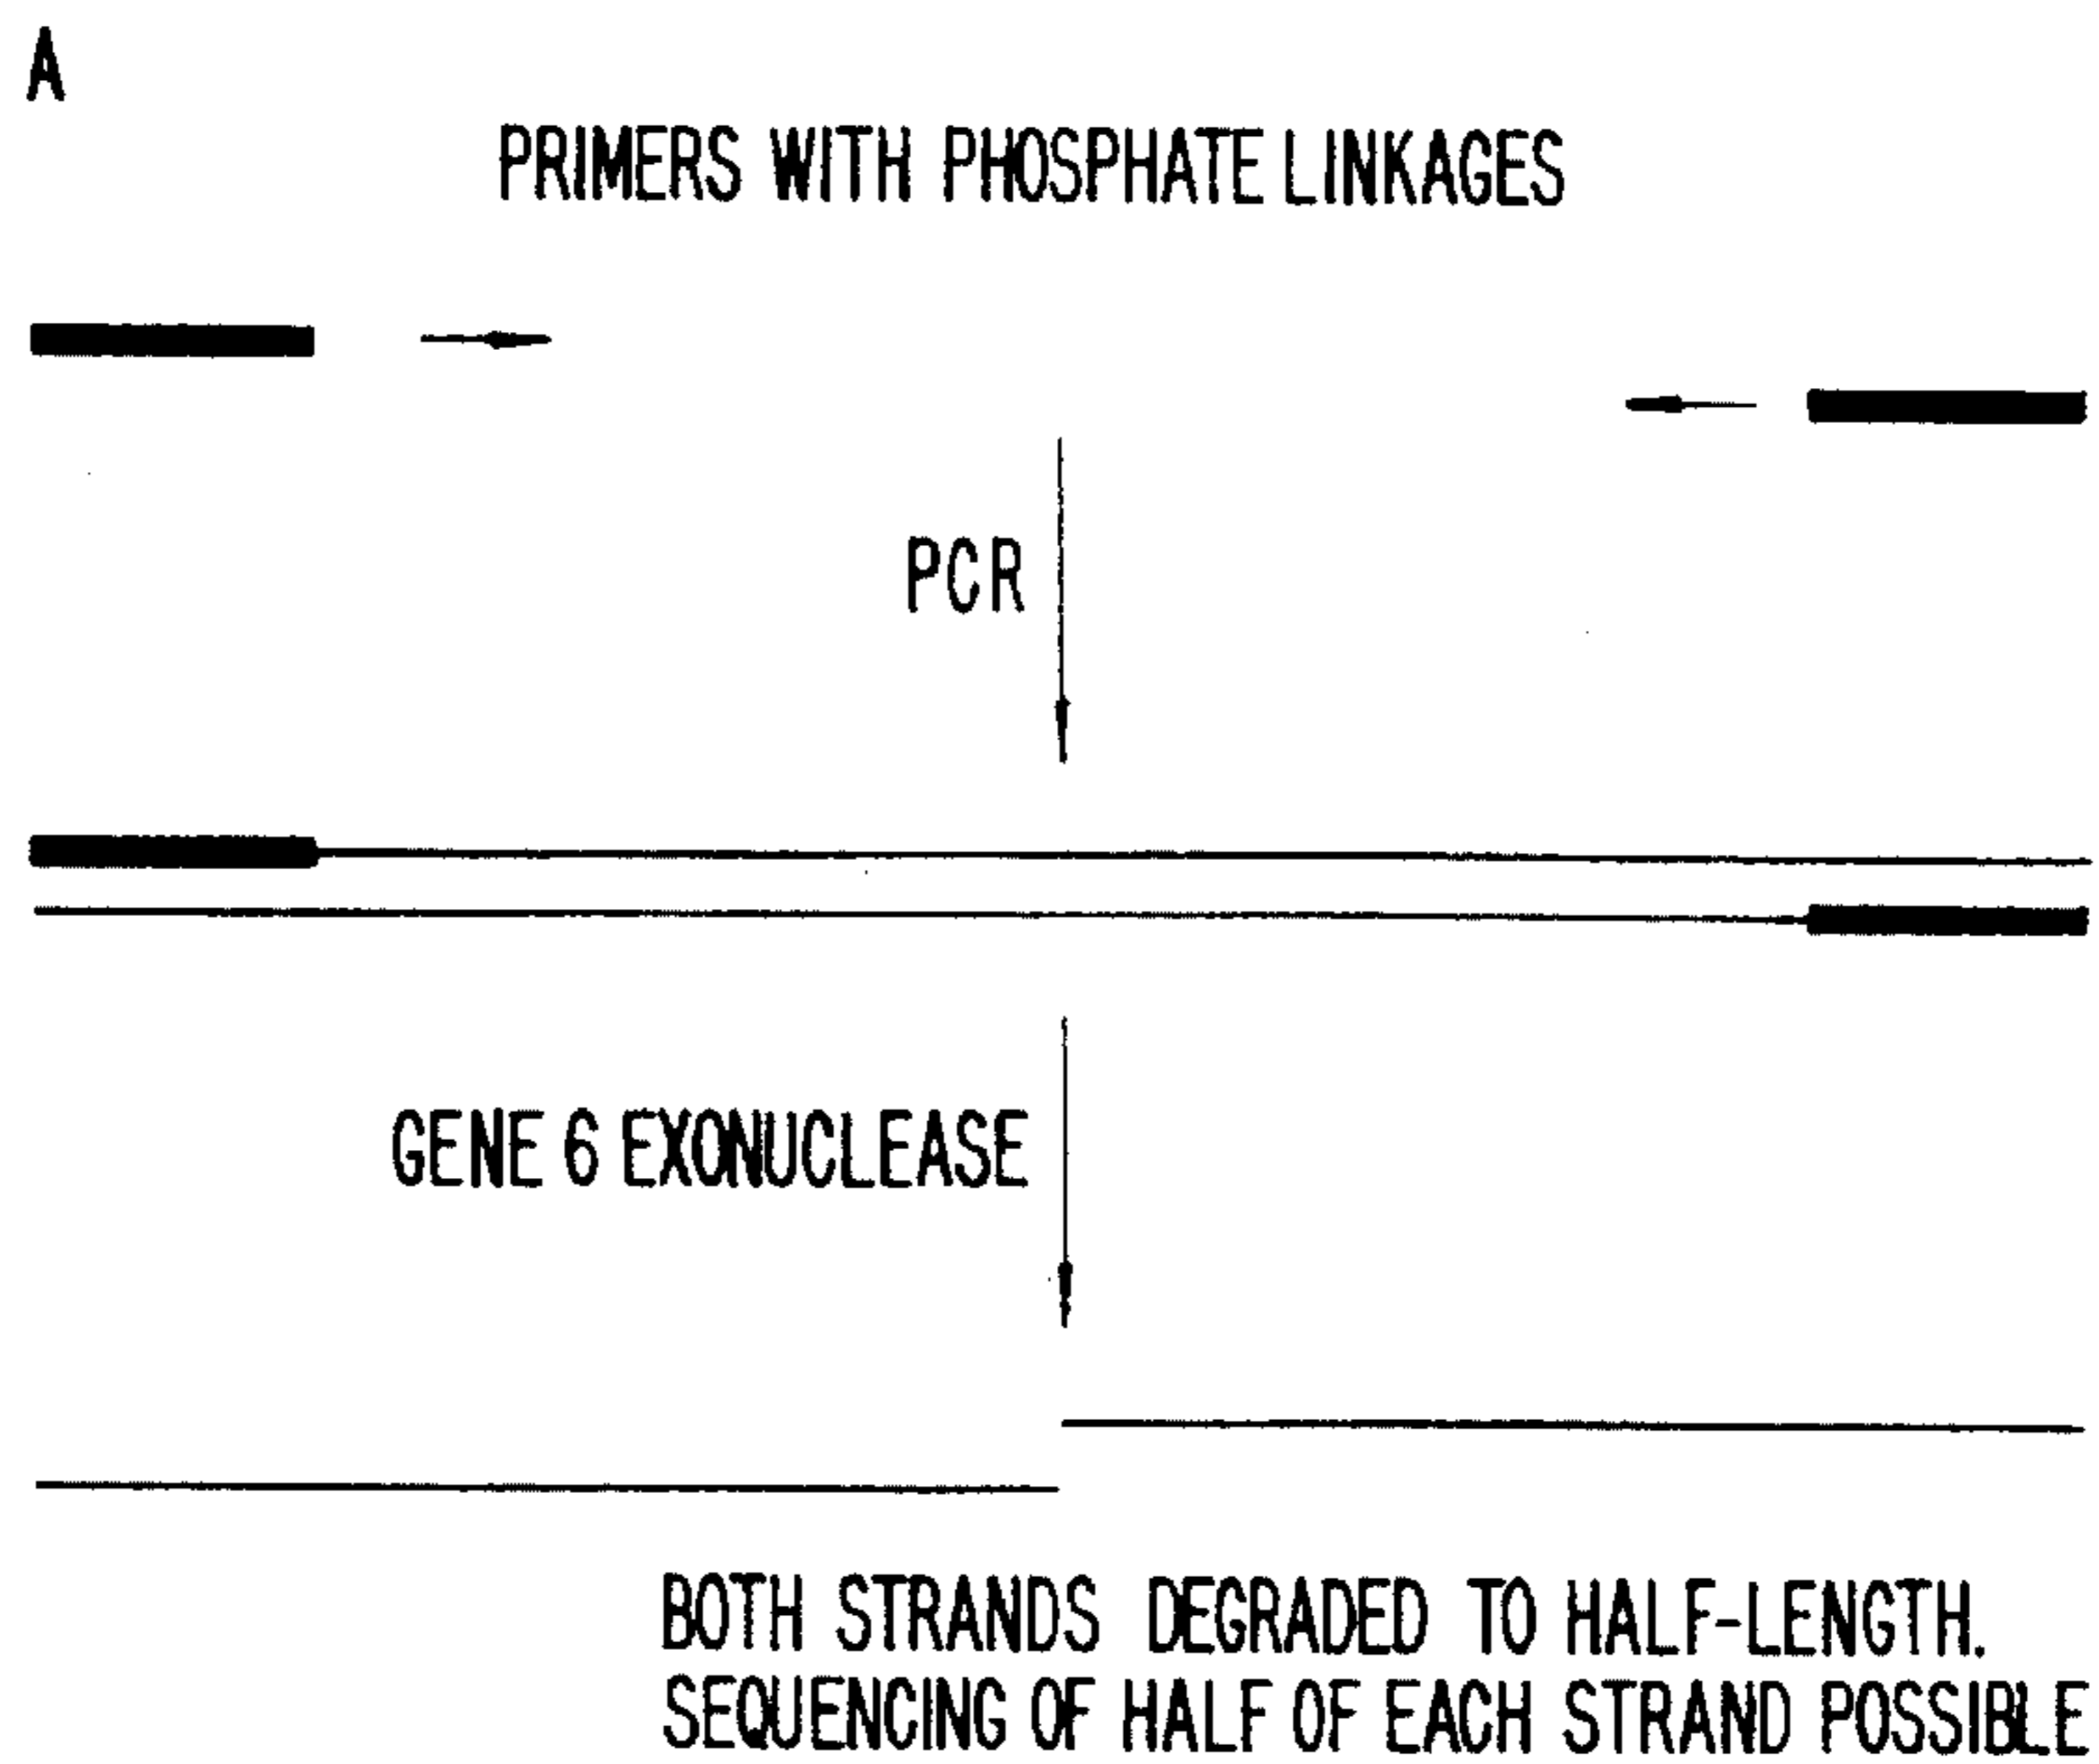 A
PRIMERS WITH PHOSPHATE LINKAGES
PCR
GENE 6 EXONUCLEASE
BOTH STRANDS DEGRADED TO HALF-LENGTH.
SEQUENCING OF HALF OF EACH STRAND POSSIBLE